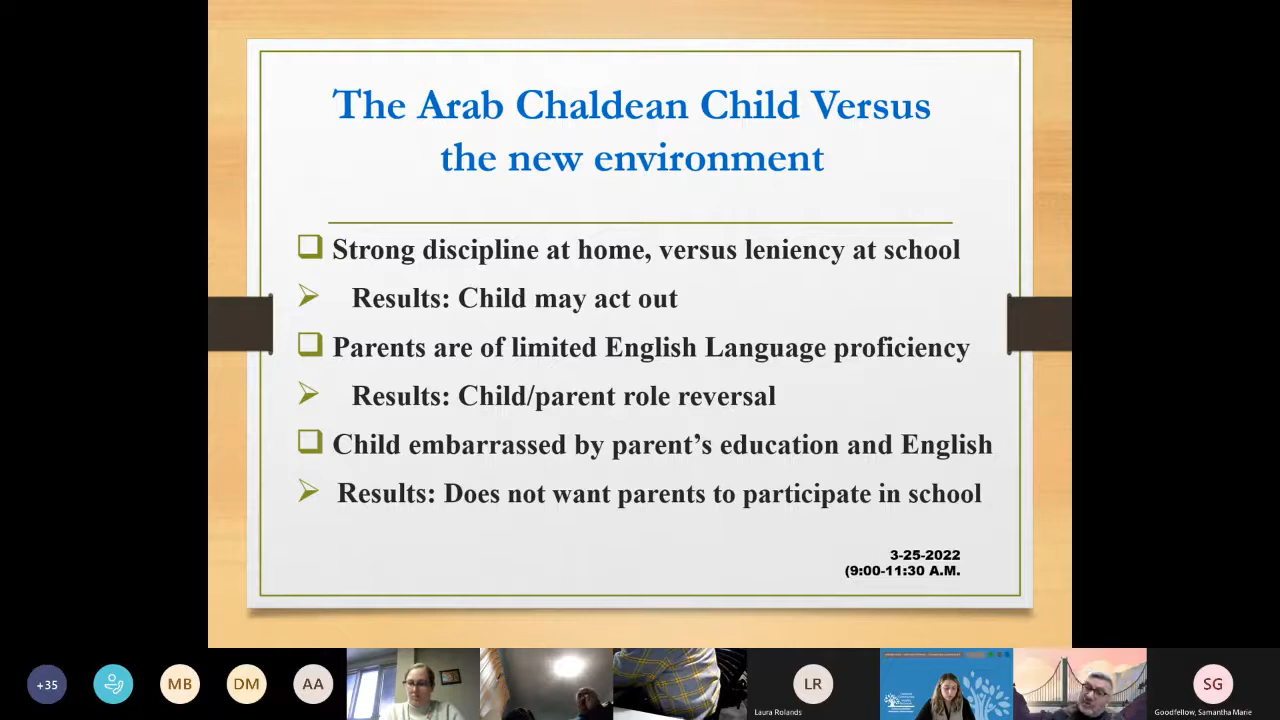 The Arab Chaldean Child Versus
the new environment
Strong discipline at home, versus leniency at school
Results: Child may act out
Parents are of limited English Language proficiency
Results: Child/parent role reversal
Child embarrassed by parent’s education and English
Results: Does not want parents to participate in school
3-25-2022
(9:00-11:30 A.M.
+35
MB
DM
AA
LR
Laura Rolands
SG
Goodfellow, Samantha Marie